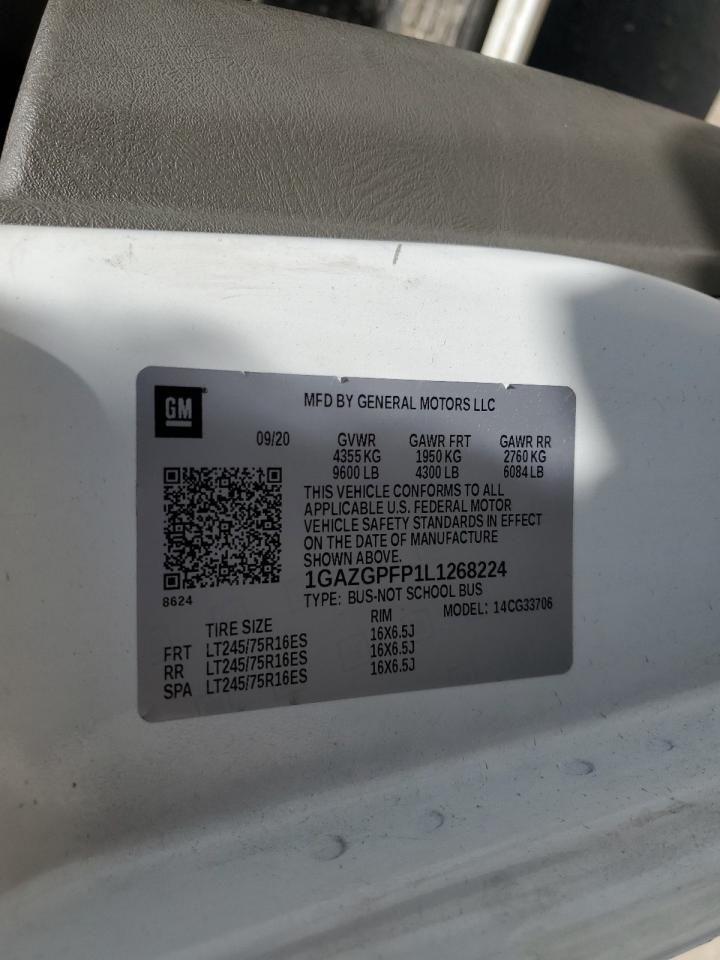 GM
MFD BY GENERAL MOTORS LLC
09/20 GVWR GAWR FRT GAWR RR
4355 KG 1950 KG 2760 KG
9600 LB 4300 LB 6084 LB
THIS VEHICLE CONFORMS TO ALL
APPLICABLE U.S. FEDERAL MOTOR
VEHICLE SAFETY STANDARDS IN EFFECT
ON THE DATE OF MANUFACTURE
SHOWN ABOVE.
1GAZGPFP1L1268224
8624
TYPE: BUS-NOT SCHOOL BUS
MODEL: 14CG33706
TIRE SIZE RIM
FRT LT245/75R16ES 16X6.5J
RR LT245/75R16ES 16X6.5J
SPA LT245/75R16ES 16X6.5J